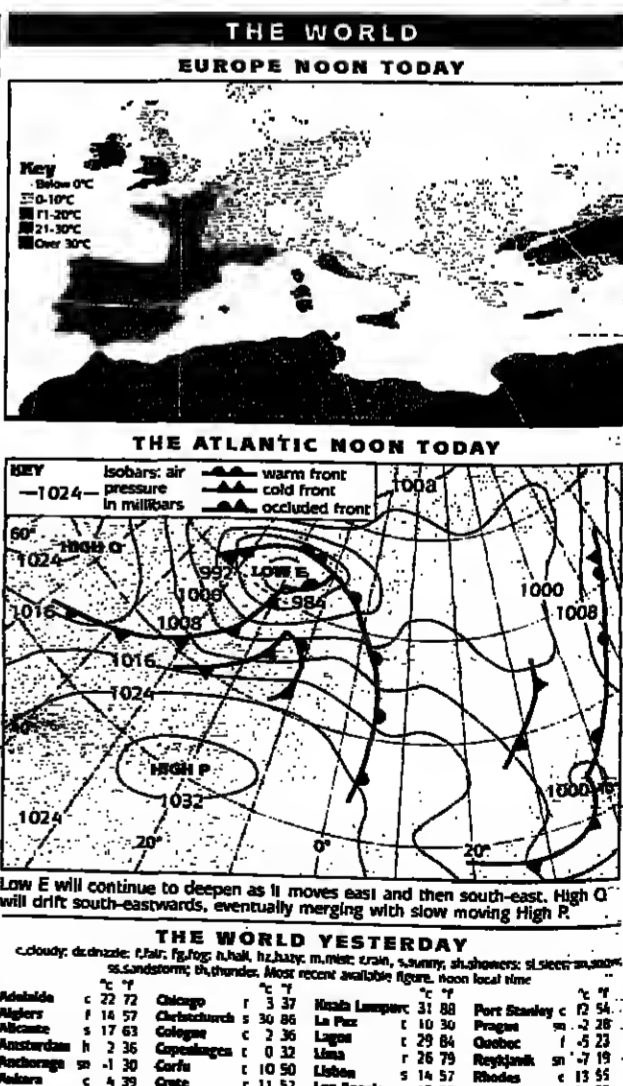 THE WORLD
EUROPE NOON TODAY
Key
Below 0°C
0-10°C
11-20°C
21-30°C
Over 30°C
THE ATLANTIC NOON TODAY
KEY
—1024—
Isobars: air
pressure
in millibars
warm front
cold front
occluded front
1008
60°
1024
HIGH Q
992
LOW E
984
1008
1000
1008
1016
1008
1016
1024
HIGH P
1032
1000
1024
20°
0°
20°
Low E will continue to deepen as it moves east and then south-east. High Q
will drift south-eastwards, eventually merging with slow moving High P.
THE WORLD YESTERDAY
c,cloudy; dr,drizzle; f,fair; fg,fog; h,hail, hz,hazy; m,mist; r,rain, s,sunny, sh,showers; sl,sleet; sn,snow;
ss,sandstorm; th,thunder. Most recent available figure, noon local time
°C °F °C °F °C °F °C °F
Adelaide c 22 72 Chicago r 3 37 Kuala Lumpur c 31 88 Port Stanley c 12 54
Algiers f 14 57 Christchurch s 30 86 La Paz c 10 30 Prague sn -2 28
Alicante s 17 63 Cologne c 2 36 Lagos c 29 84 Quebec f -5 23
Amsterdam h 2 36 Copenhagen c 0 32 Lima r 26 79 Reykjavik sn -7 19
Anchorage sn -1 30 Corfu c 10 50 Lisbon s 14 57 Rhodes c 13 55
Ankara c 4 39 Crete r 11 52